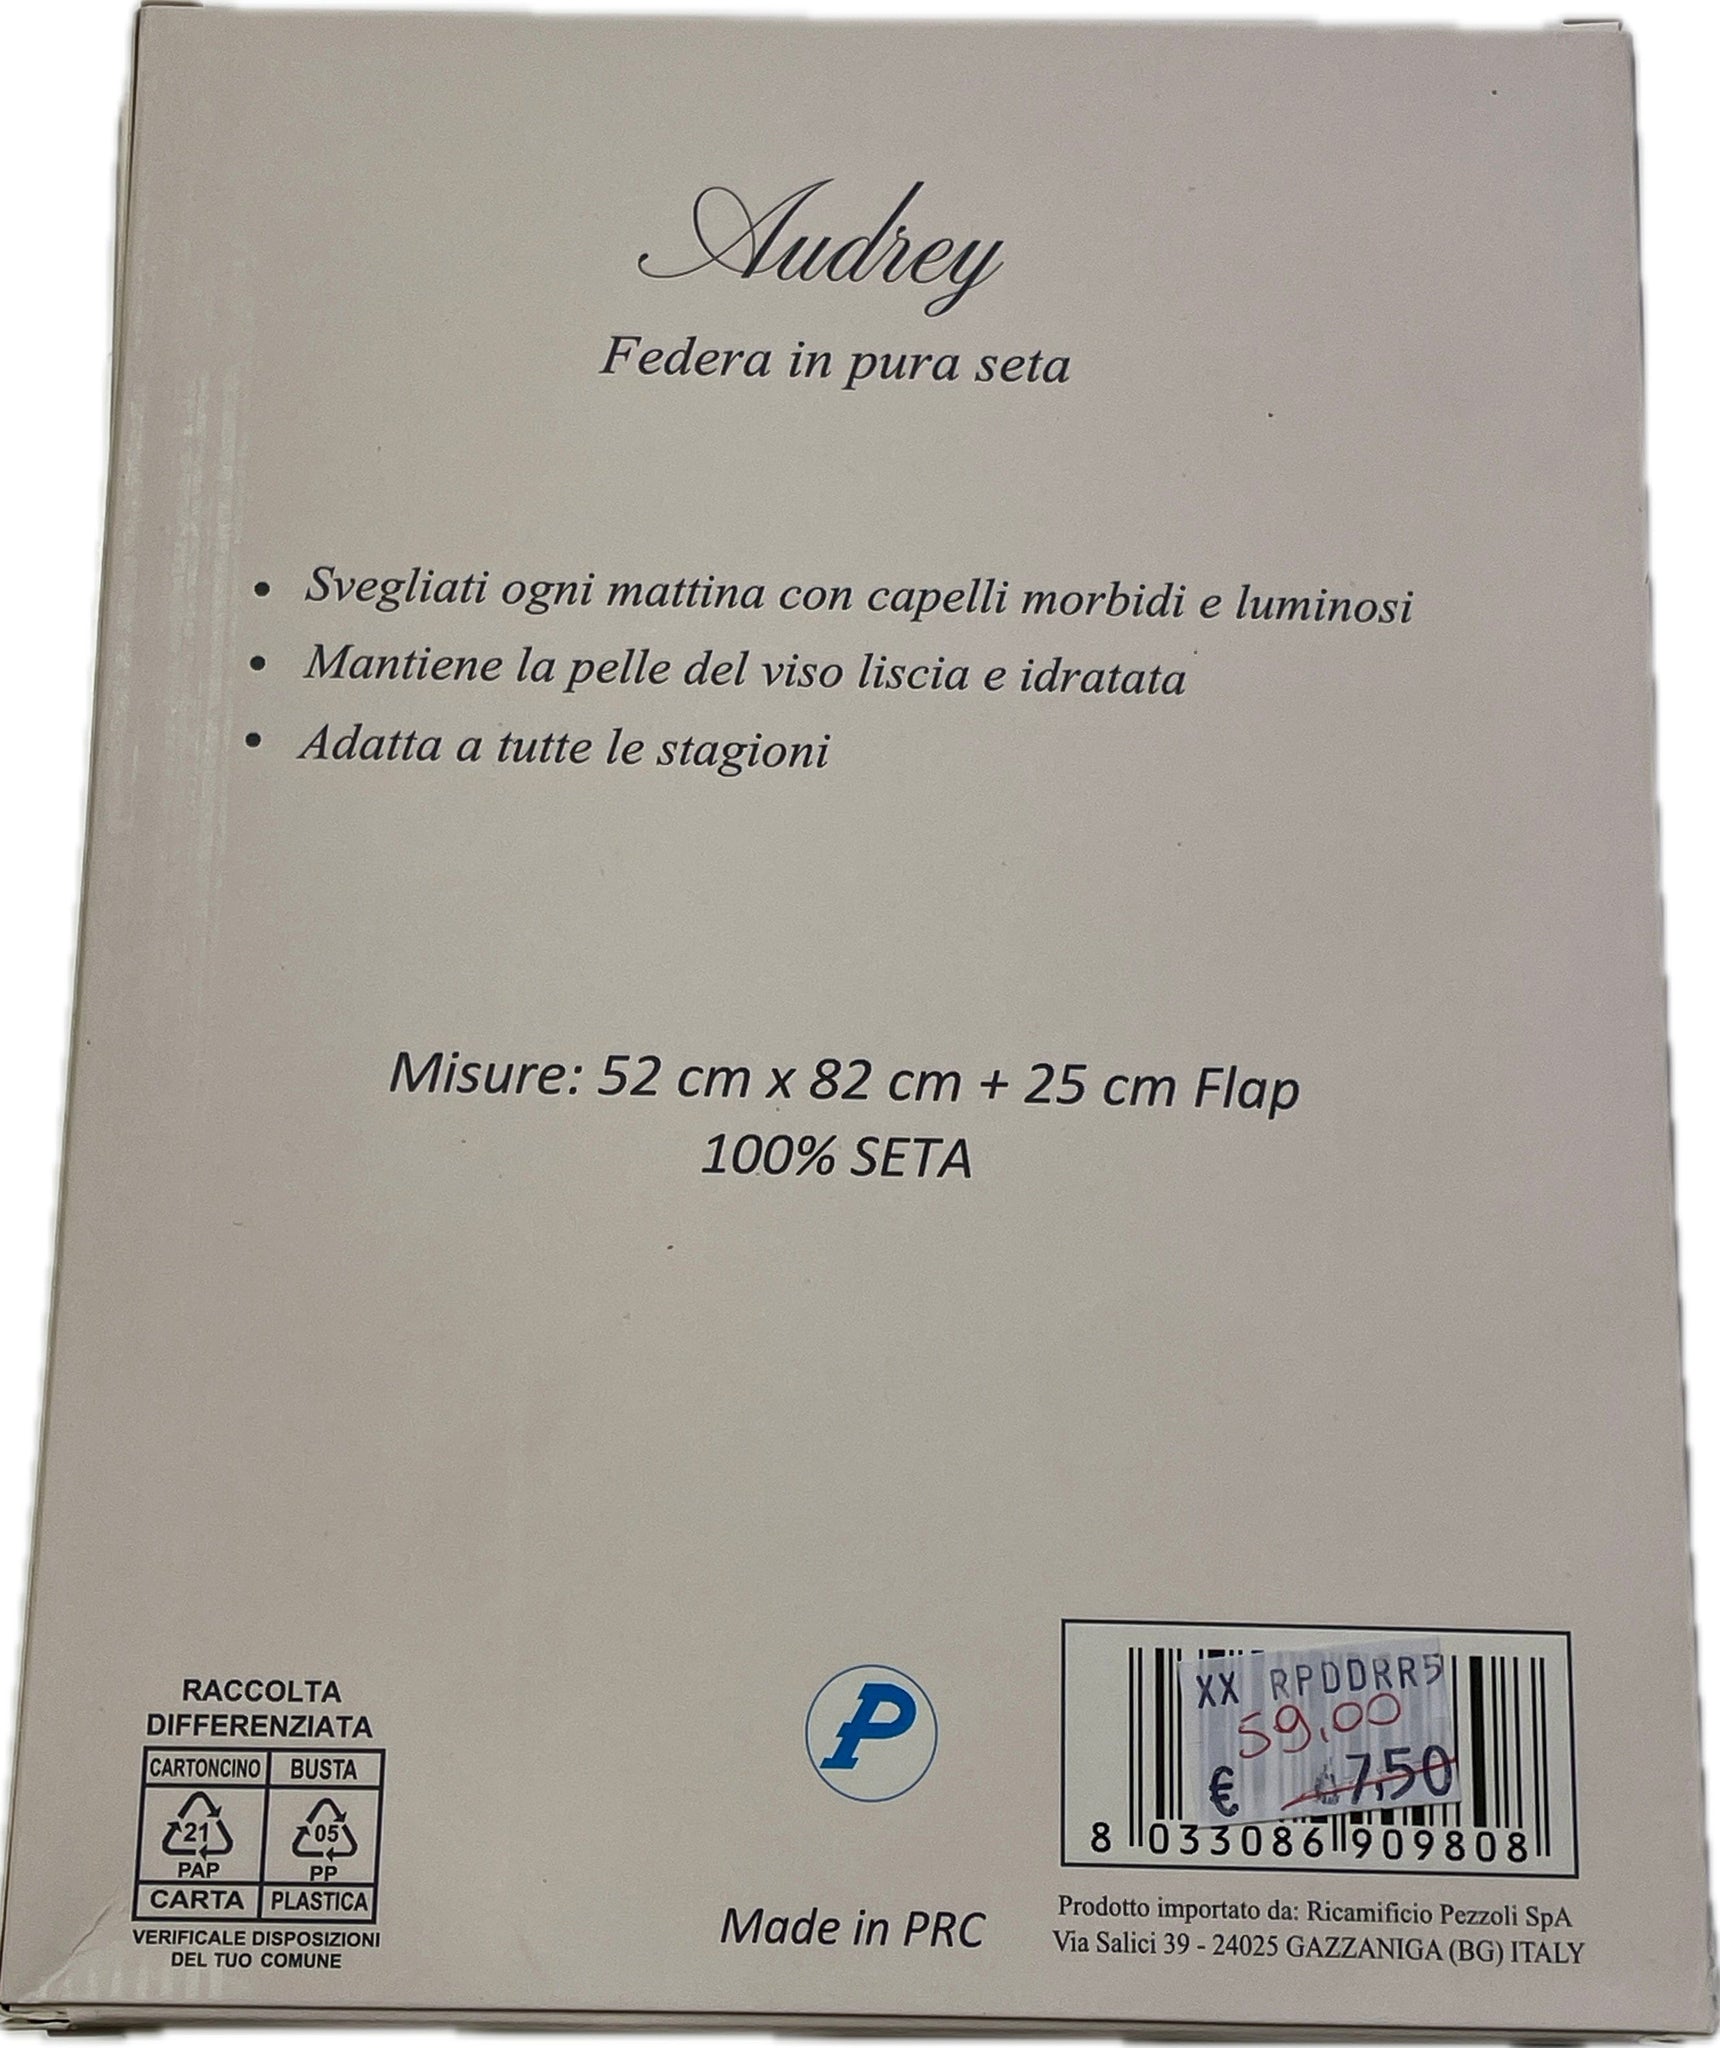 Audrey
Federa in pura seta
• Svegliati ogni mattina con capelli morbidi e luminosi
• Mantiene la pelle del viso liscia e idratata
• Adatta a tutte le stagioni
Misure: 52 cm x 82 cm + 25 cm Flap
100% SETA
RACCOLTA
DIFFERENZIATA
CARTONCINO BUSTA
21 05
PAP PP
CARTA PLASTICA
VERIFICALE DISPOSIZIONI
DEL TUO COMUNE
P
Made in PRC
XX RPDDRR5
59,00
€ 7,50
8 033086 909808
Prodotto importato da: Ricamificio Pezzoli SpA
Via Salici 39 - 24025 GAZZANIGA (BG) ITALY